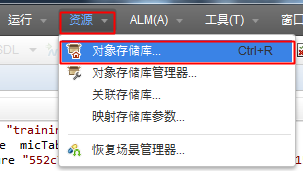 运行 资源 ALM(A) 工具(T) 窗
SDL
对象存储库... Ctrl+R
对象存储库管理器...
关联存储库...
映射存储库参数...
恢复场景管理器...
"trainin
e micTab
ure "552c